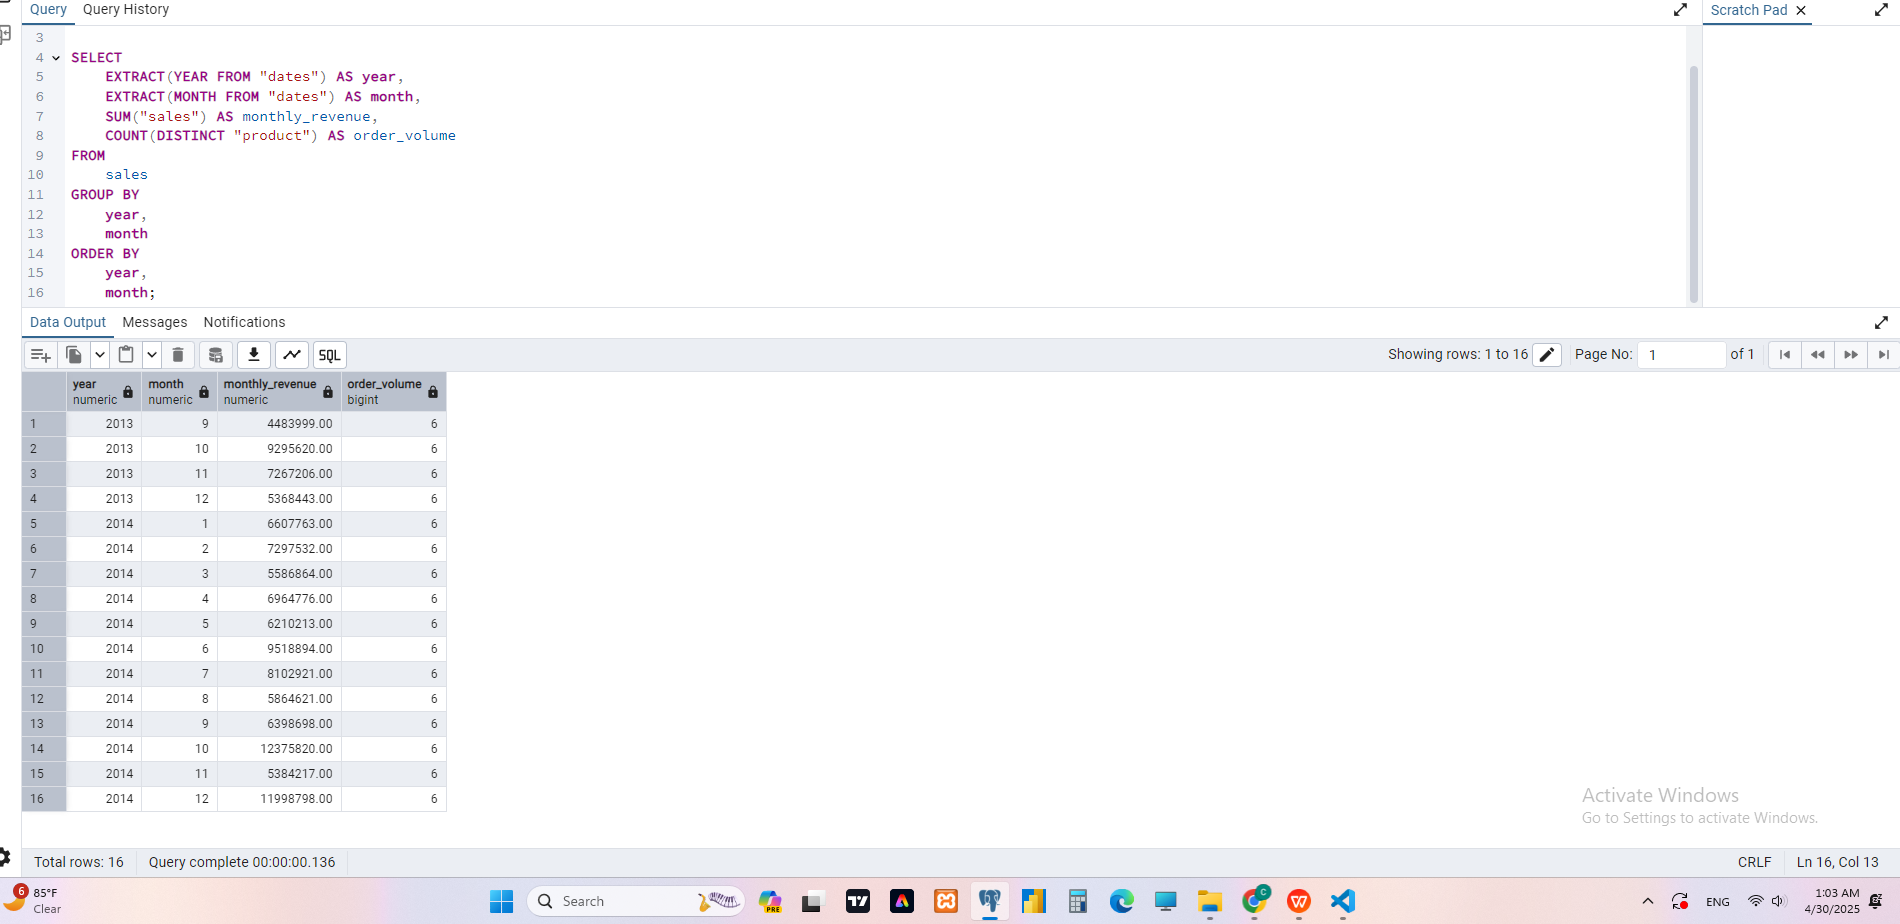 Query Query History Scratch Pad
3
4 SELECT
5 EXTRACT(YEAR FROM "dates") AS year,
6 EXTRACT(MONTH FROM "dates") AS month,
7 SUM("sales") AS monthly_revenue,
8 COUNT(DISTINCT "product") AS order_volume
9 FROM
10 sales
11 GROUP BY
12 year,
13 month
14 ORDER BY
15 year,
16 month;
Data Output Messages Notifications
SQL Showing rows: 1 to 16 Page No: 1 of 1
year month monthly_revenue order_volume
numeric numeric numeric bigint
1 2013 9 4483999.00 6
2 2013 10 9295620.00 6
3 2013 11 7267206.00 6
4 2013 12 5368443.00 6
5 2014 1 6607763.00 6
6 2014 2 7297532.00 6
7 2014 3 5586864.00 6
8 2014 4 6964776.00 6
9 2014 5 6210213.00 6
10 2014 6 9518894.00 6
11 2014 7 8102921.00 6
12 2014 8 5864621.00 6
13 2014 9 6398698.00 6
14 2014 10 12375820.00 6
15 2014 11 5384217.00 6
16 2014 12 11998798.00 6
Activate Windows
Go to Settings to activate Windows.
Total rows: 16 Query complete 00:00:00.136 CRLF Ln 16, Col 13
6 85°F
Clear
Search
PRE
C
ENG
1:03 AM
4/30/2025